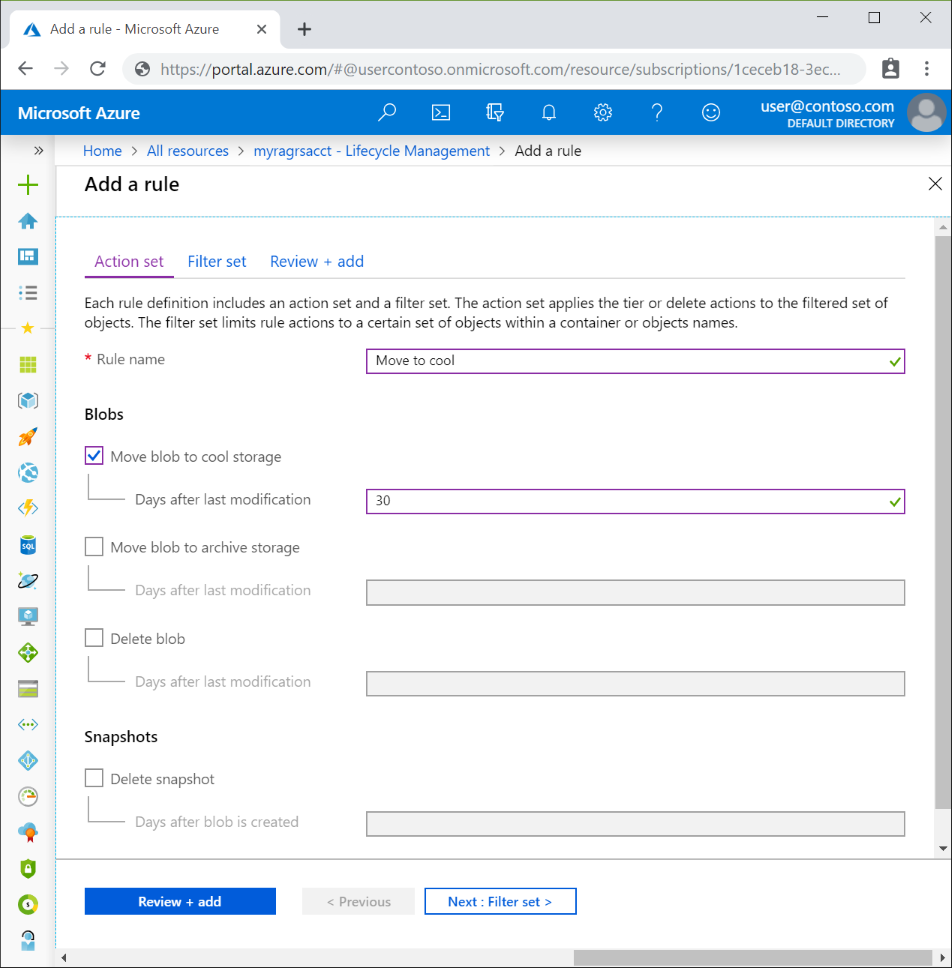 Add a rule - Microsoft Azure
https://portal.azure.com/#@usercontoso.onmicrosoft.com/resource/subscriptions/1ceceb18-3ec...
Microsoft Azure
user@contoso.com
DEFAULT DIRECTORY
Home > All resources > myragrsacct - Lifecycle Management > Add a rule
Add a rule
Action set Filter set Review + add
Each rule definition includes an action set and a filter set. The action set applies the tier or delete actions to the filtered set of
objects. The filter set limits rule actions to a certain set of objects within a container or objects names.
* Rule name Move to cool
Blobs
Move blob to cool storage
Days after last modification 30
Move blob to archive storage
Days after last modification
Delete blob
Days after last modification
Snapshots
Delete snapshot
Days after blob is created
Review + add < Previous Next : Filter set >
SQL